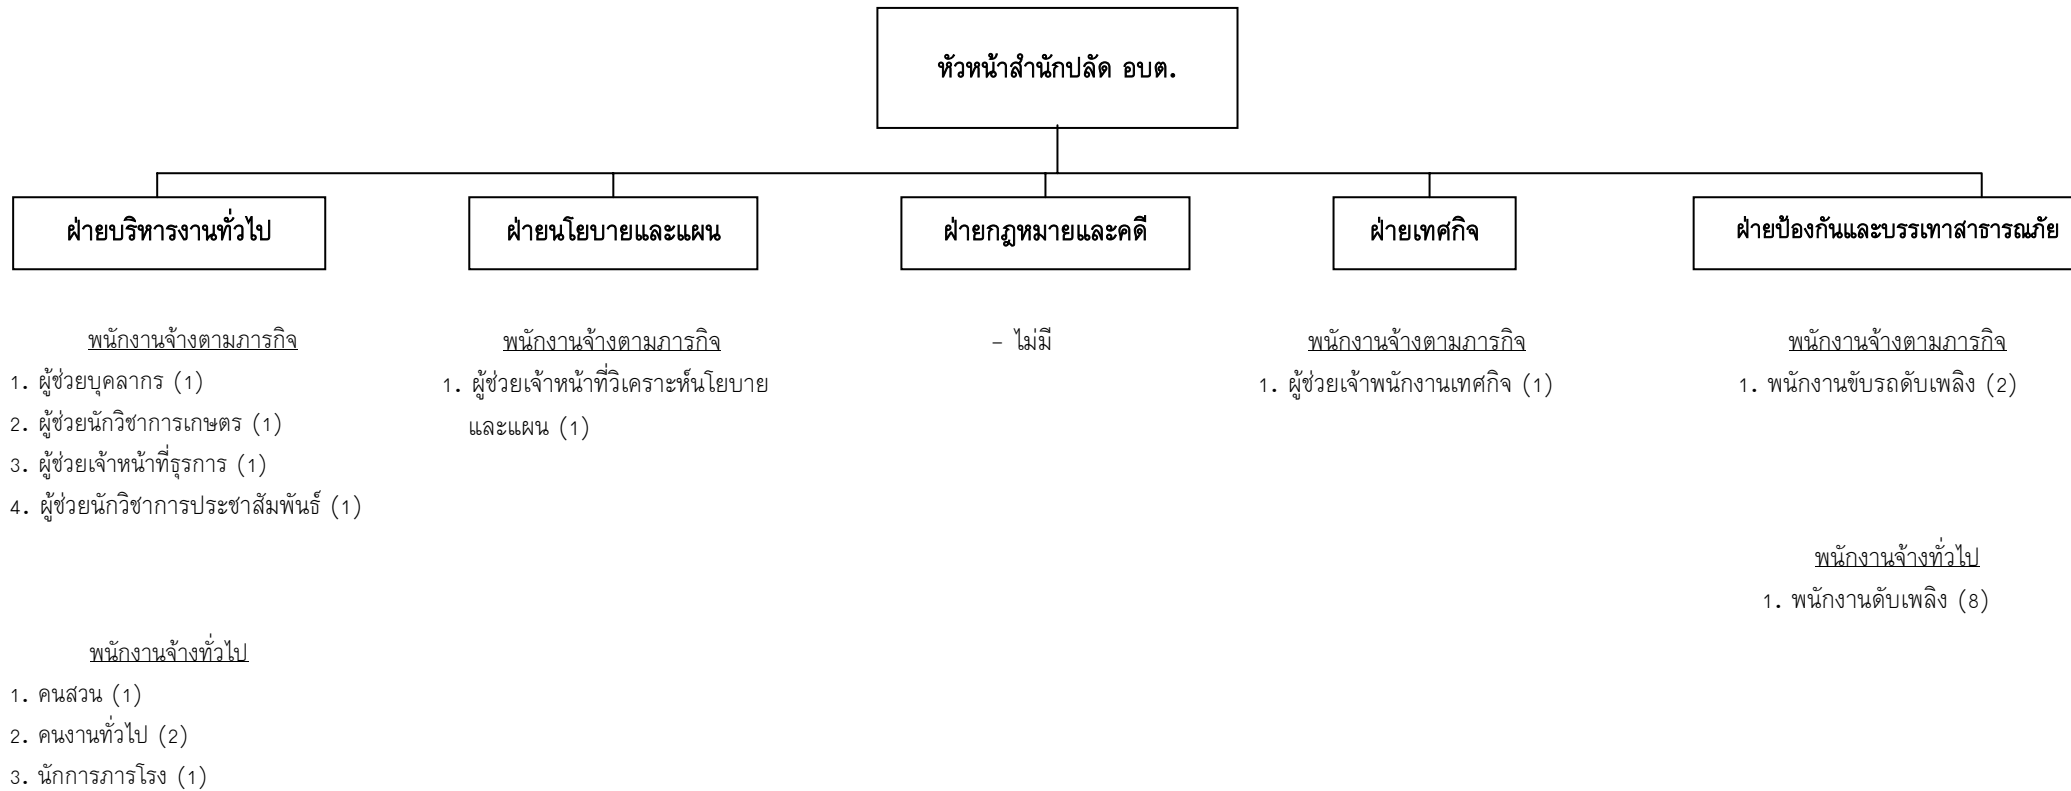 หัวหน้าสำนักปลัด อบต.
ฝ่ายบริหารงานทั่วไป
ฝ่ายนโยบายและแผน
ฝ่ายกฎหมายและคดี
ฝ่ายเทศกิจ
ฝ่ายป้องกันและบรรเทาสาธารณภัย
พนักงานจ้างตามภารกิจ
1. ผู้ช่วยบุคลากร (1)
2. ผู้ช่วยนักวิชาการเกษตร (1)
3. ผู้ช่วยเจ้าหน้าที่ธุรการ (1)
4. ผู้ช่วยนักวิชาการประชาสัมพันธ์ (1)
พนักงานจ้างทั่วไป
1. คนสวน (1)
2. คนงานทั่วไป (2)
3. นักการภารโรง (1)
พนักงานจ้างตามภารกิจ
1. ผู้ช่วยเจ้าหน้าที่วิเคราะห์นโยบาย
และแผน (1)
- ไม่มี
พนักงานจ้างตามภารกิจ
1. ผู้ช่วยเจ้าพนักงานเทศกิจ (1)
พนักงานจ้างตามภารกิจ
1. พนักงานขับรถดับเพลิง (2)
พนักงานจ้างทั่วไป
1. พนักงานดับเพลิง (8)